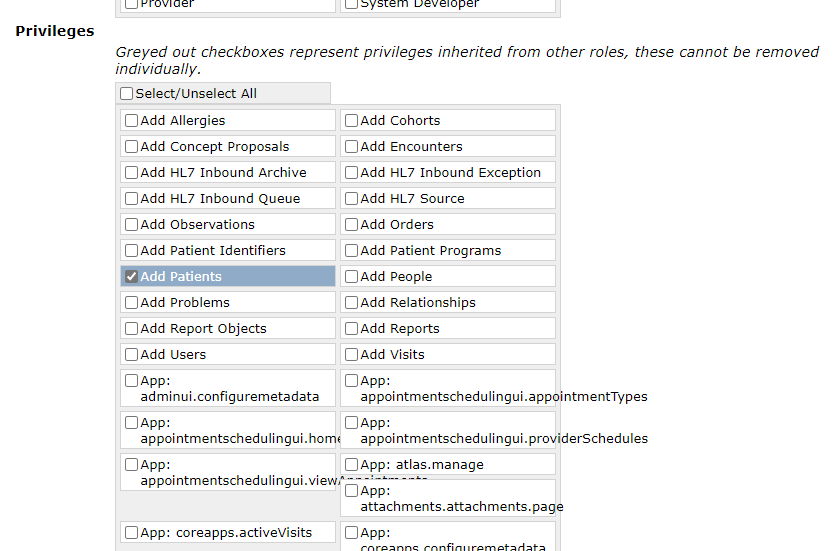 Provider System Developer
Privileges
Greyed out checkboxes represent privileges inherited from other roles, these cannot be removed
individually.
Select/Unselect All
Add Allergies Add Cohorts
Add Concept Proposals Add Encounters
Add HL7 Inbound Archive Add HL7 Inbound Exception
Add HL7 Inbound Queue Add HL7 Source
Add Observations Add Orders
Add Patient Identifiers Add Patient Programs
Add Patients Add People
Add Problems Add Relationships
Add Report Objects Add Reports
Add Users Add Visits
App: App:
adminui.configuremetadata appointmentschedulingui.appointmentTypes
App: App:
appointmentschedulingui.home appointmentschedulingui.providerSchedules
App: App: atlas.manage
appointmentschedulingui.viewAppointments
App:
attachments.attachments.page
App: coreapps.activeVisits App:
coreapps.configuremetadata